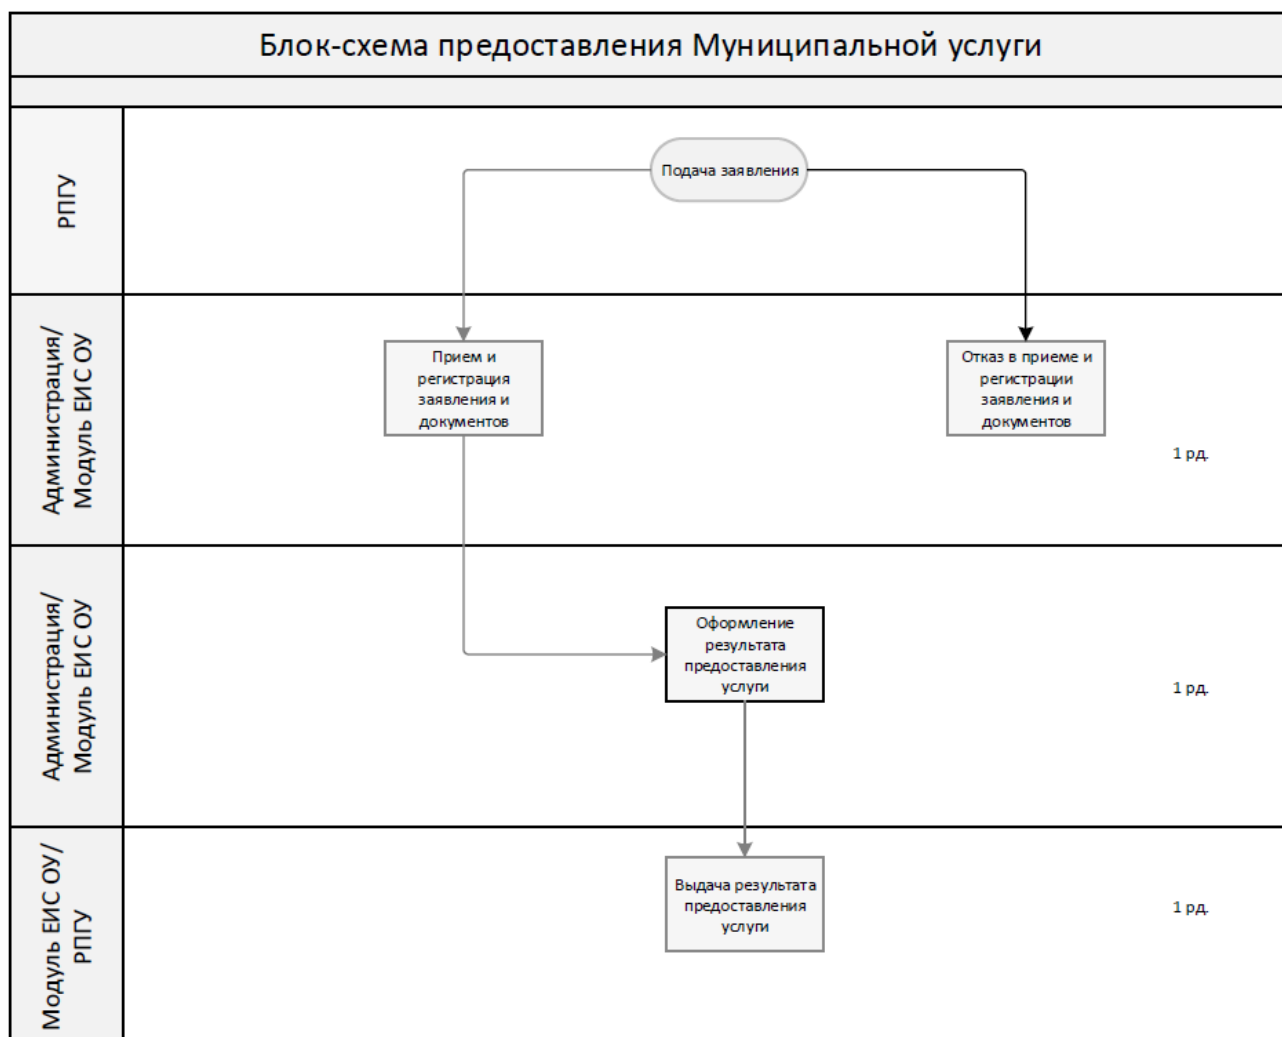 Блок-схема предоставления Муниципальной услуги
РПГУ
Подача заявления
Администрация/
Модуль ЕИС ОУ
Прием и
регистрация
заявления и
документов
Отказ в приеме и
регистрации
заявления и
документов
1 рд.
Администрация/
Модуль ЕИС ОУ
Оформление
результата
предоставления
услуги
1 рд.
Модуль ЕИС ОУ/
РПГУ
Выдача результата
предоставления
услуги
1 рд.